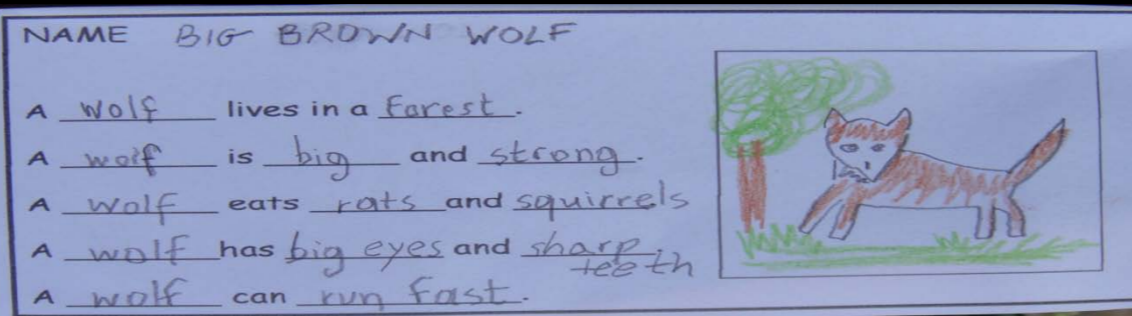 NAME BIG BROWN WOLF
A wolf lives in a farest.
A wolf is big and strong.
A wolf eats rats and squirrels
A wolf has big eyes and sharp.
teeth
A wolf can run fast.